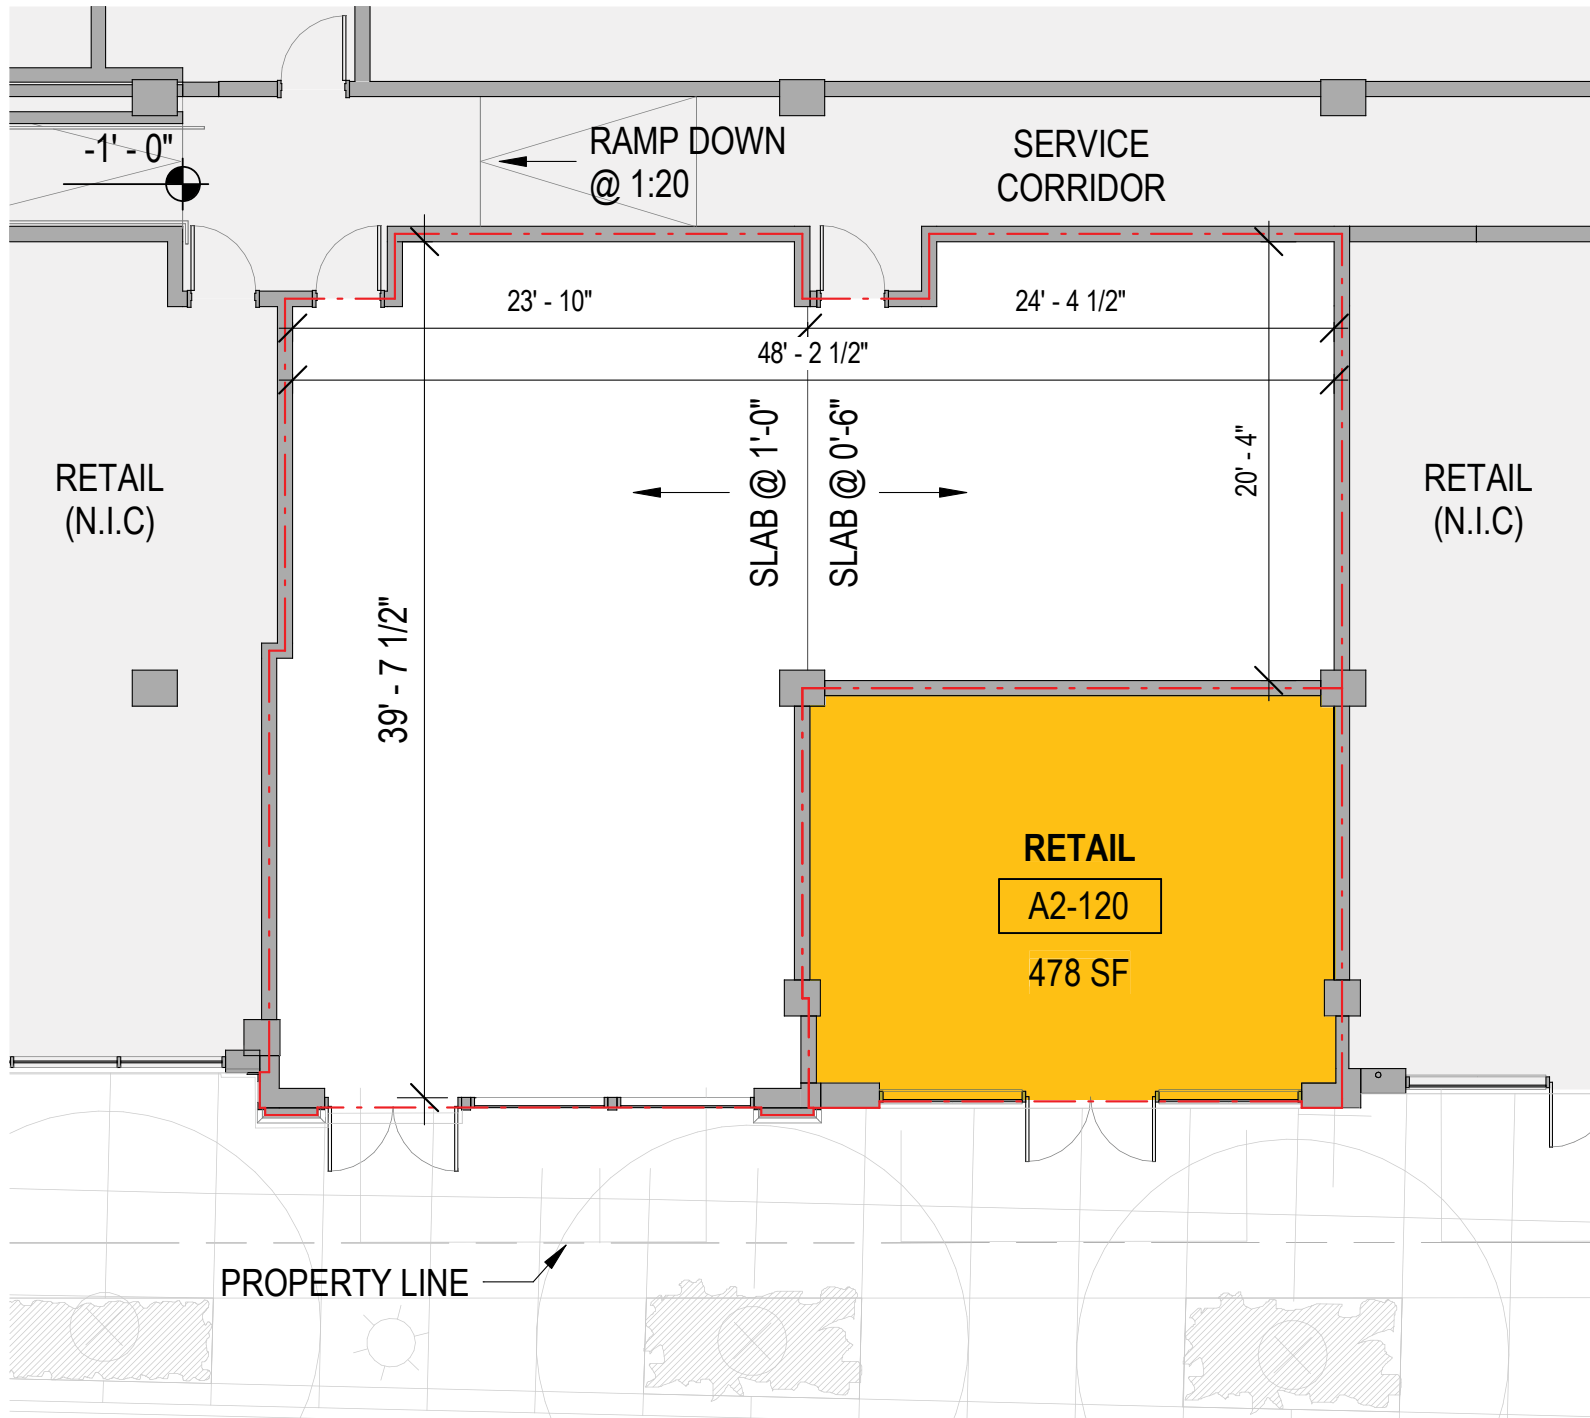 -1' - 0"
RAMP DOWN
@ 1:20
SERVICE
CORRIDOR
23' - 10"
24' - 4 1/2"
48' - 2 1/2"
SLAB @ 1'-0"
SLAB @ 0'-6"
20' - 4"
39' - 7 1/2"
RETAIL
(N.I.C)
RETAIL
(N.I.C)
RETAIL
A2-120
478 SF
PROPERTY LINE